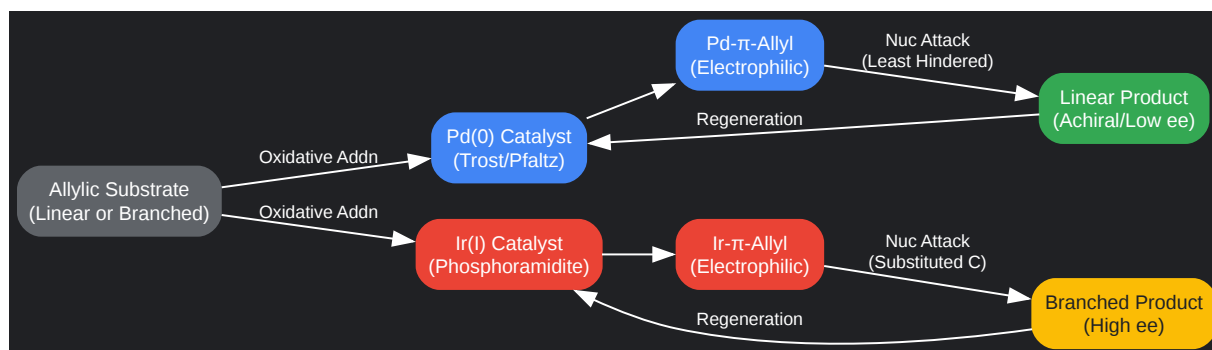 Allylic Substrate
(Linear or Branched)
Oxidative Addn
Oxidative Addn
Pd(0) Catalyst
(Trost/Pfaltz)
Ir(I) Catalyst
(Phosphoramidite)
Pd-π-Allyl
(Electrophilic)
Ir-π-Allyl
(Electrophilic)
Nuc Attack
(Least Hindered)
Regeneration
Nuc Attack
(Substituted C)
Regeneration
Linear Product
(Achiral/Low ee)
Branched Product
(High ee)